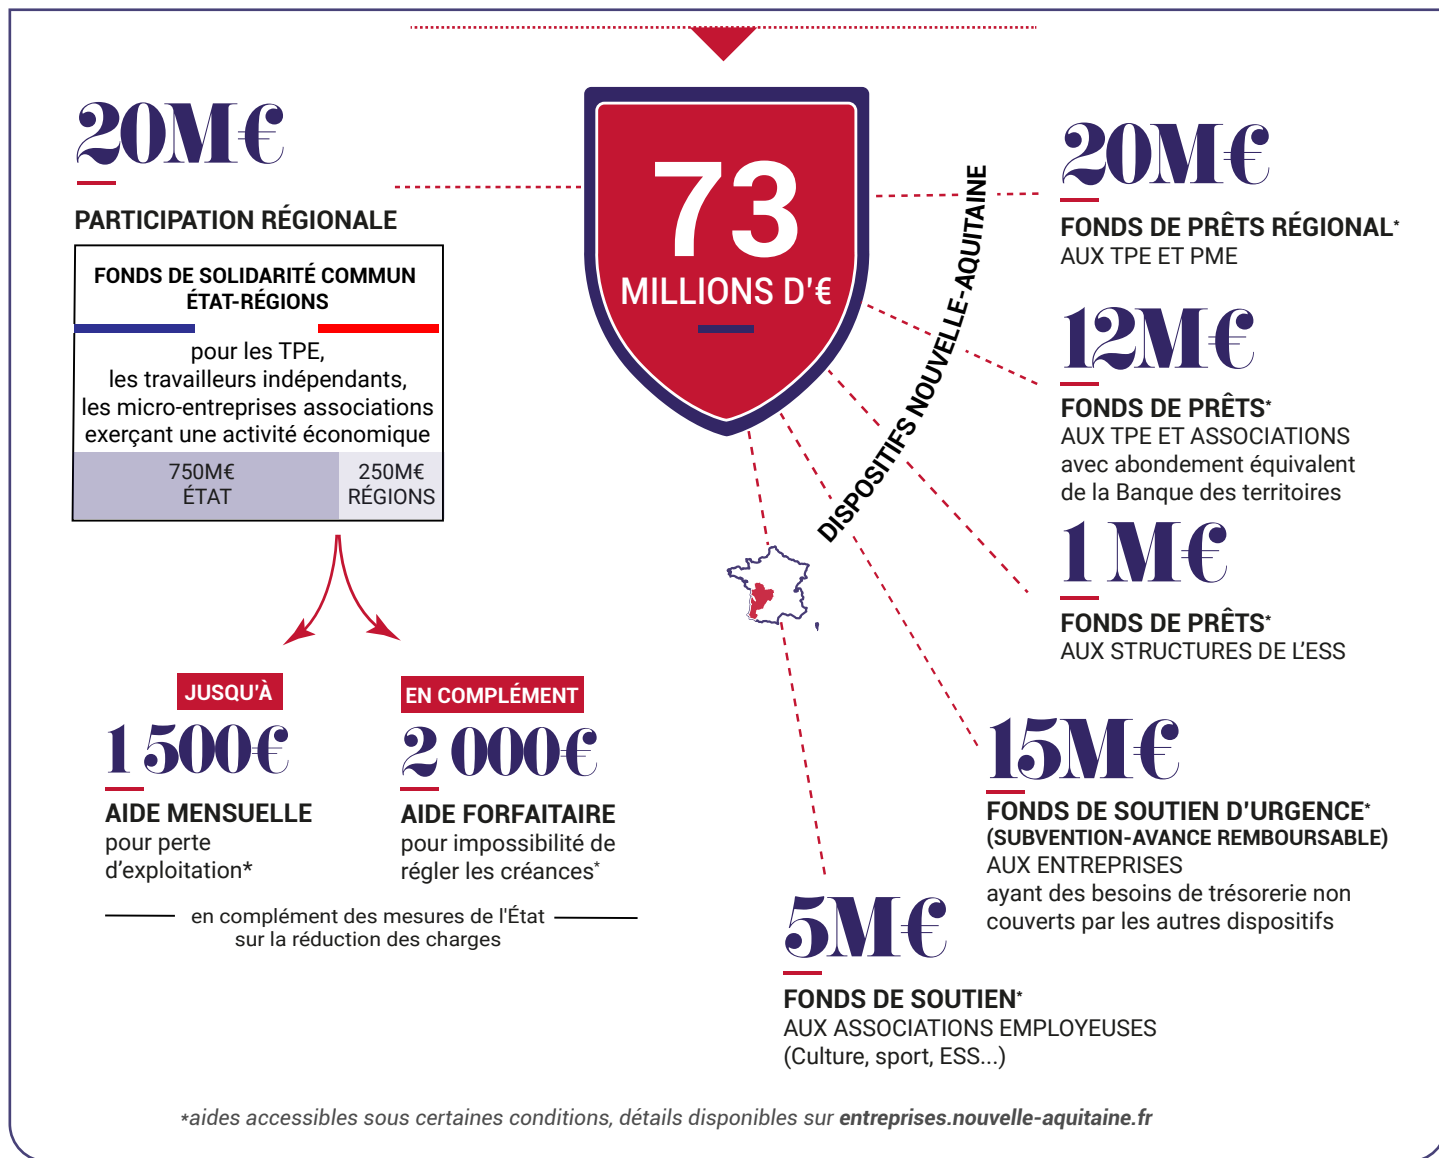 73
MILLIONS D'€
20M€
PARTICIPATION RÉGIONALE
FONDS DE SOLIDARITÉ COMMUN
ÉTAT-RÉGIONS
pour les TPE,
les travailleurs indépendants,
les micro-entreprises associations
exerçant une activité économique
750M€
ÉTAT
250M€
RÉGIONS
JUSQU'À
1 500€
AIDE MENSUELLE
pour perte
d'exploitation*
EN COMPLÉMENT
2 000€
AIDE FORFAITAIRE
pour impossibilité de
régler les créances*
en complément des mesures de l'État
sur la réduction des charges
DISPOSITIFS NOUVELLE-AQUITAINE
20M€
FONDS DE PRÊTS RÉGIONAL*
AUX TPE ET PME
12M€
FONDS DE PRÊTS*
AUX TPE ET ASSOCIATIONS
avec abondement équivalent
de la Banque des territoires
1 M€
FONDS DE PRÊTS*
AUX STRUCTURES DE L'ESS
15M€
FONDS DE SOUTIEN D'URGENCE*
(SUBVENTION-AVANCE REMBOURSABLE)
AUX ENTREPRISES
ayant des besoins de trésorerie non
couverts par les autres dispositifs
5M€
FONDS DE SOUTIEN*
AUX ASSOCIATIONS EMPLOYEUSES
(Culture, sport, ESS...)
*aides accessibles sous certaines conditions, détails disponibles sur entreprises.nouvelle-aquitaine.fr